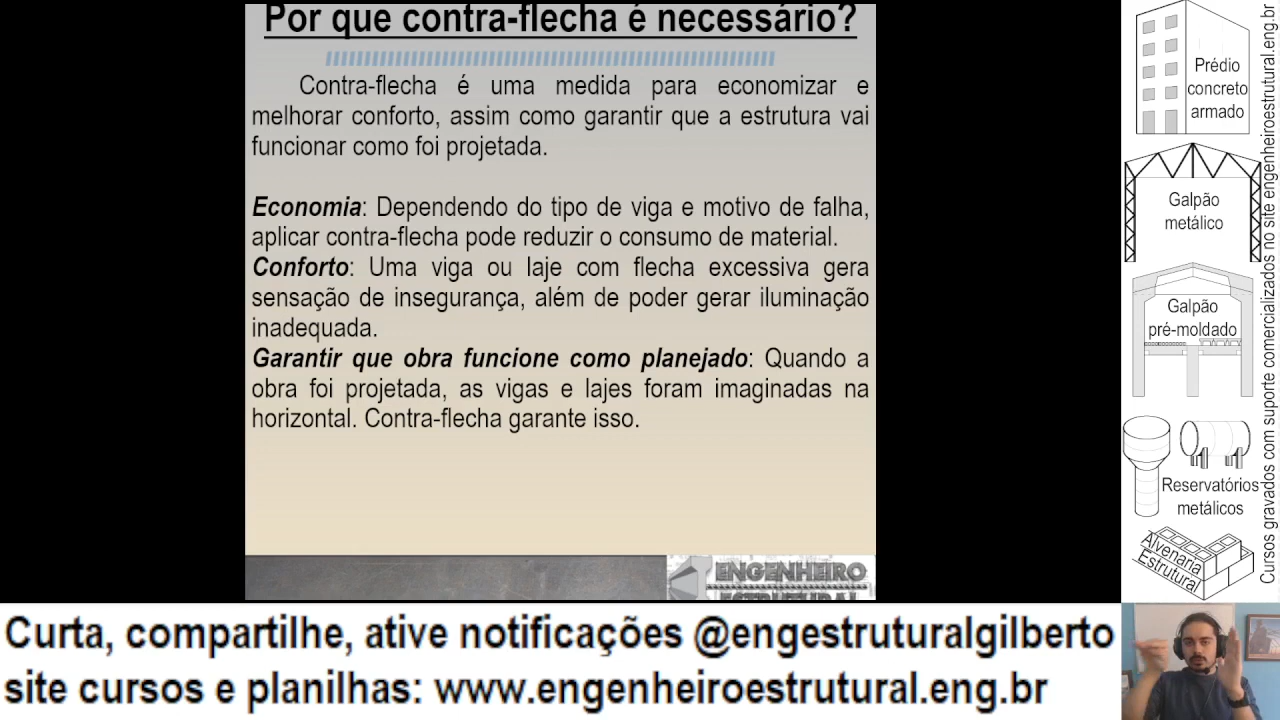 Por que contra-flecha é necessário?
Contra-flecha é uma medida para economizar e
melhorar conforto, assim como garantir que a estrutura vai
funcionar como foi projetada.
Economia: Dependendo do tipo de viga e motivo de falha,
aplicar contra-flecha pode reduzir o consumo de material.
Conforto: Uma viga ou laje com flecha excessiva gera
sensação de insegurança, além de poder gerar iluminação
inadequada.
Garantir que obra funcione como planejado: Quando a
obra foi projetada, as vigas e lajes foram imaginadas na
horizontal. Contra-flecha garante isso.
ENGENHEIRO
ESTRUTURAL
Prédio
concreto
armado
Galpão
metálico
Galpão
pré-moldado
Reservatórios
metálicos
Alvenaria
Estrutural
Cursos gravados com suporte comercializados no site engenheiroestrutural.eng.br
Curta, compartilhe, ative notificações @engestruturalgilberto
site cursos e planilhas: www.engenheiroestrutural.eng.br